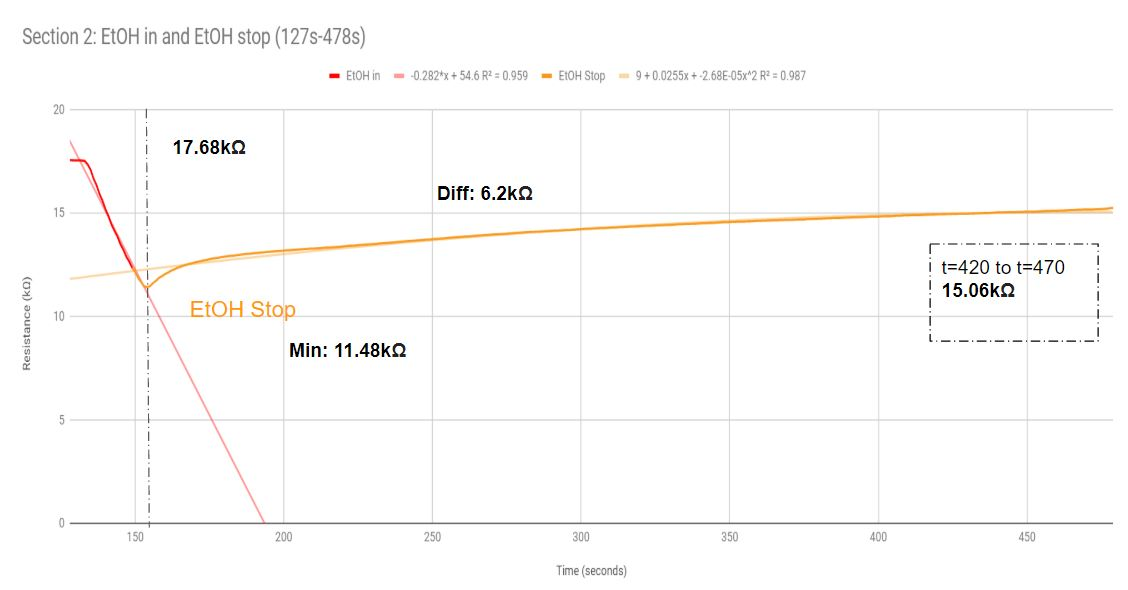 Section 2: EtOH in and EtOH stop (127s-478s)
EtOH in -0.282*x + 54.6 R² = 0.959 EtOH Stop 9 + 0.0255x + -2.68E-05x^2 R² = 0.987
20
17.68kΩ
Diff: 6.2kΩ
15
t=420 to t=470
15.06kΩ
EtOH Stop
10
Min: 11.48kΩ
Resistance (kΩ)
5
0
150 200 250 300 350 400 450
Time (seconds)